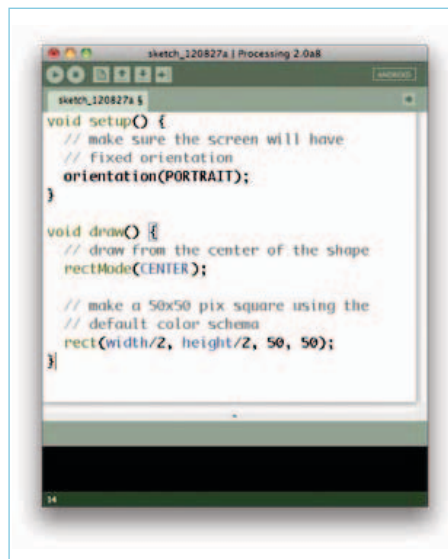 sketch_120827a | Processing 2.0a8
ANDROID
sketch_120827a §
void setup() {
  // make sure the screen will have
  // fixed orientation
  orientation(PORTRAIT);
}

void draw() {
  // draw from the center of the shape
  rectMode(CENTER);

  // make a 50x50 pix square using the
  // default color schema
  rect(width/2, height/2, 50, 50);
}
14